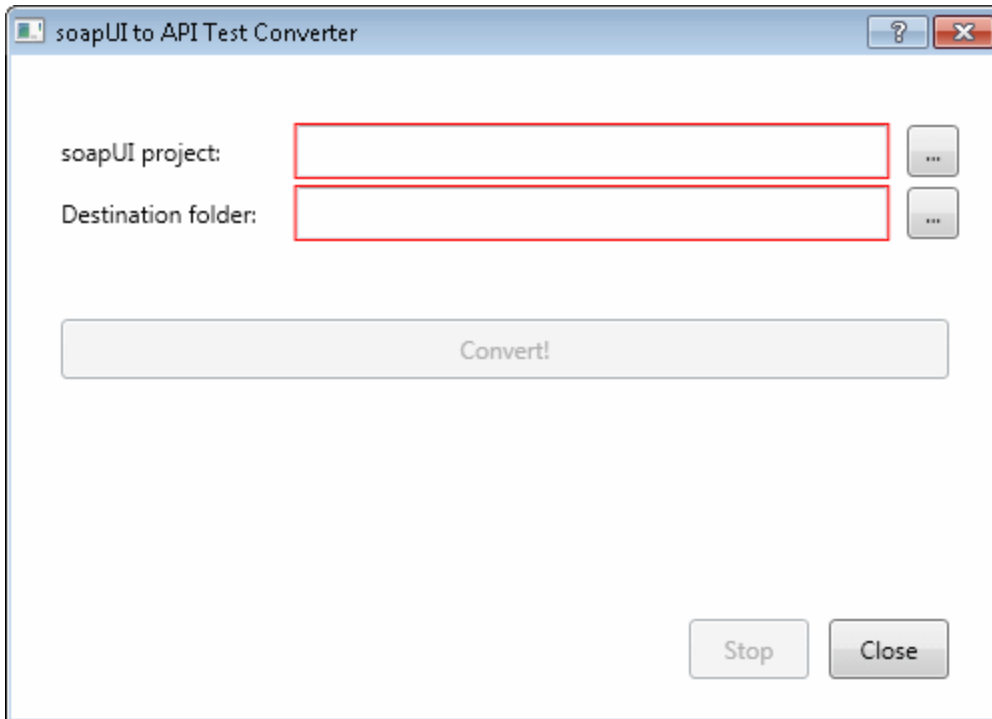 soapUI to API Test Converter
?
soapUI project:
...
Destination folder:
...
Convert!
Stop
Close